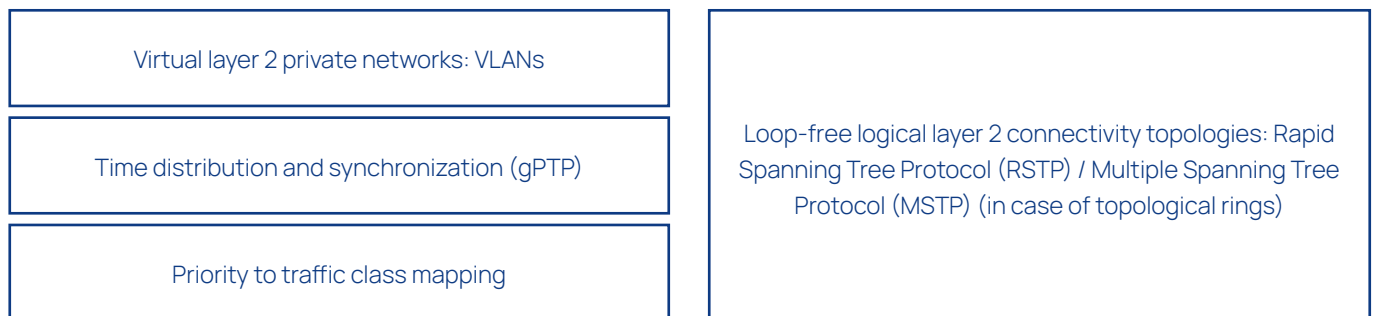 Virtual layer 2 private networks: VLANs
Time distribution and synchronization (gPTP)
Priority to traffic class mapping
Loop-free logical layer 2 connectivity topologies: Rapid
Spanning Tree Protocol (RSTP) / Multiple Spanning Tree
Protocol (MSTP) (in case of topological rings)